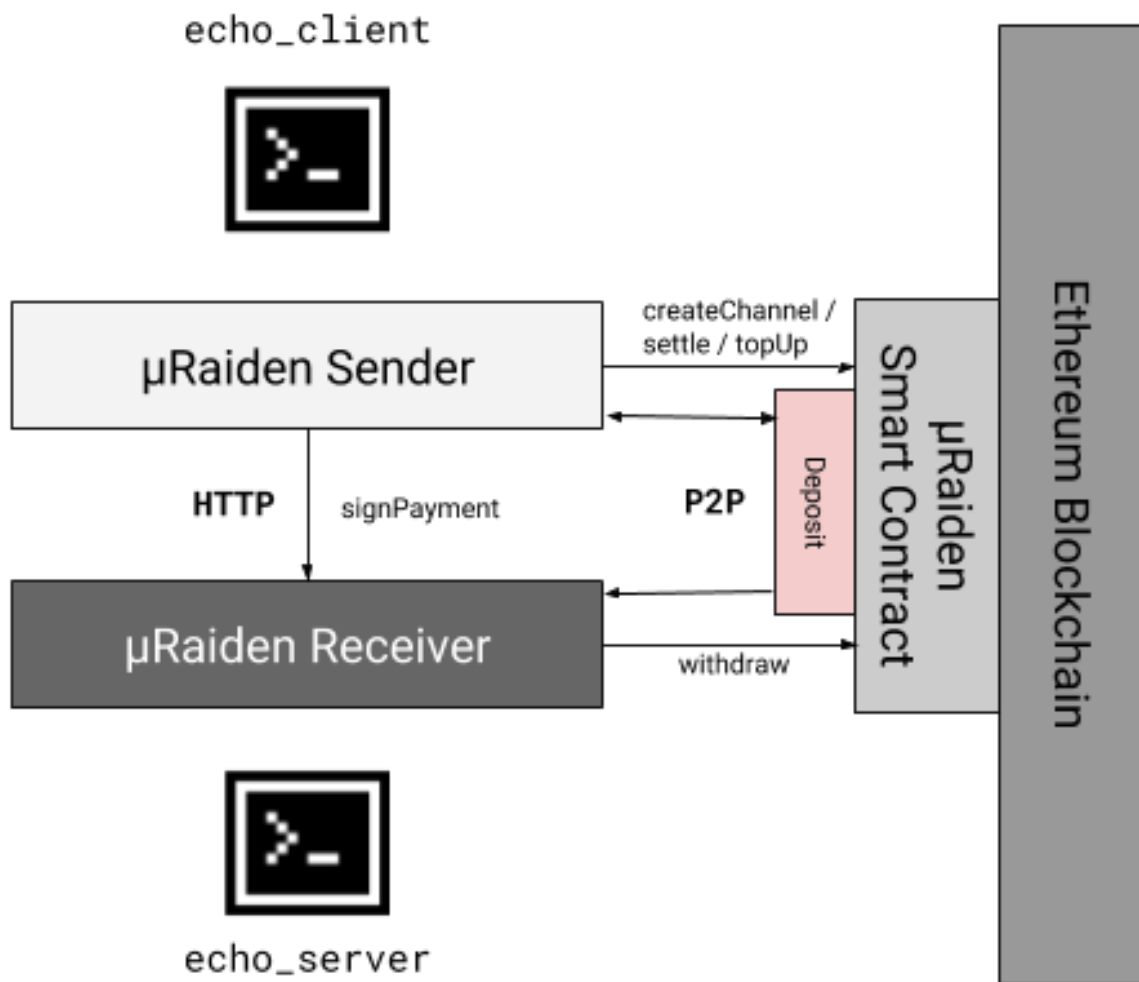 echo_client
>_
createChannel /
settle / topUp
µRaiden Sender
HTTP
signPayment
P2P
Deposit
µRaiden
Smart Contract
Ethereum Blockchain
µRaiden Receiver
withdraw
>_
echo_server